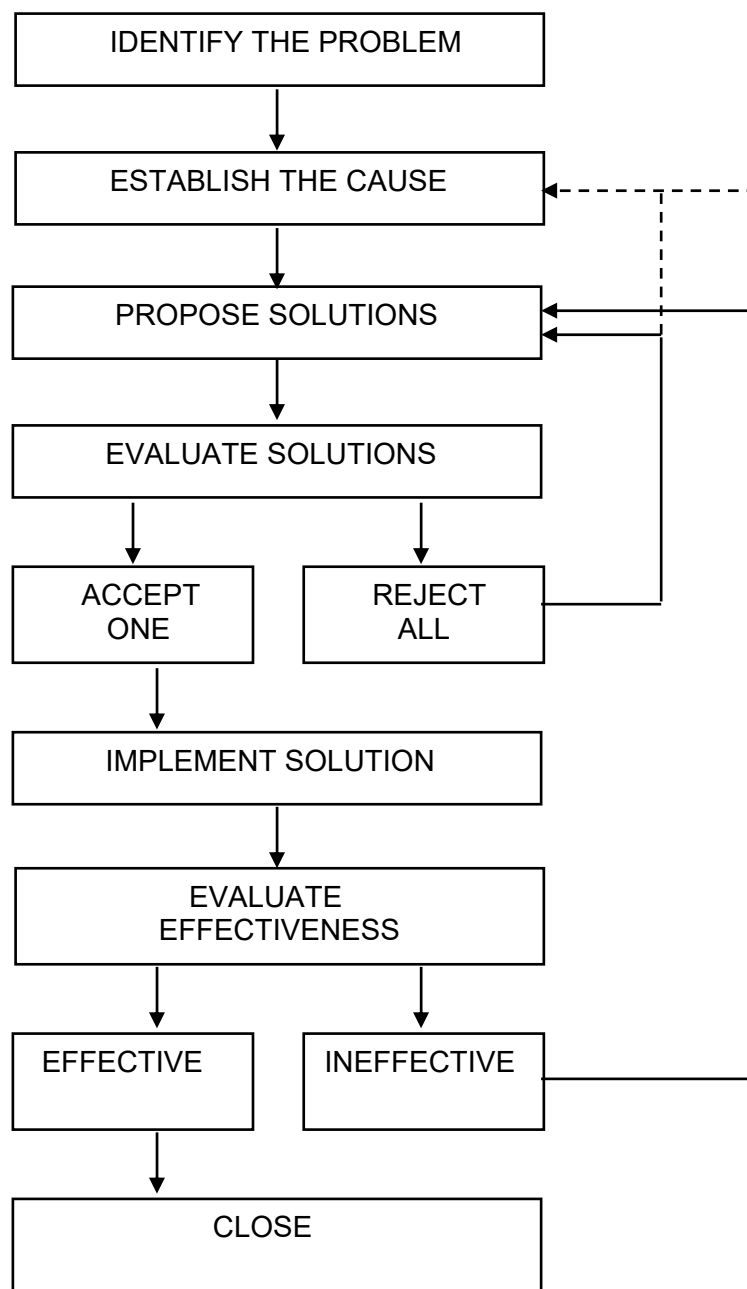 IDENTIFY THE PROBLEM
ESTABLISH THE CAUSE
PROPOSE SOLUTIONS
EVALUATE SOLUTIONS
ACCEPT
ONE
REJECT
ALL
IMPLEMENT SOLUTION
EVALUATE
EFFECTIVENESS
EFFECTIVE
INEFFECTIVE
CLOSE